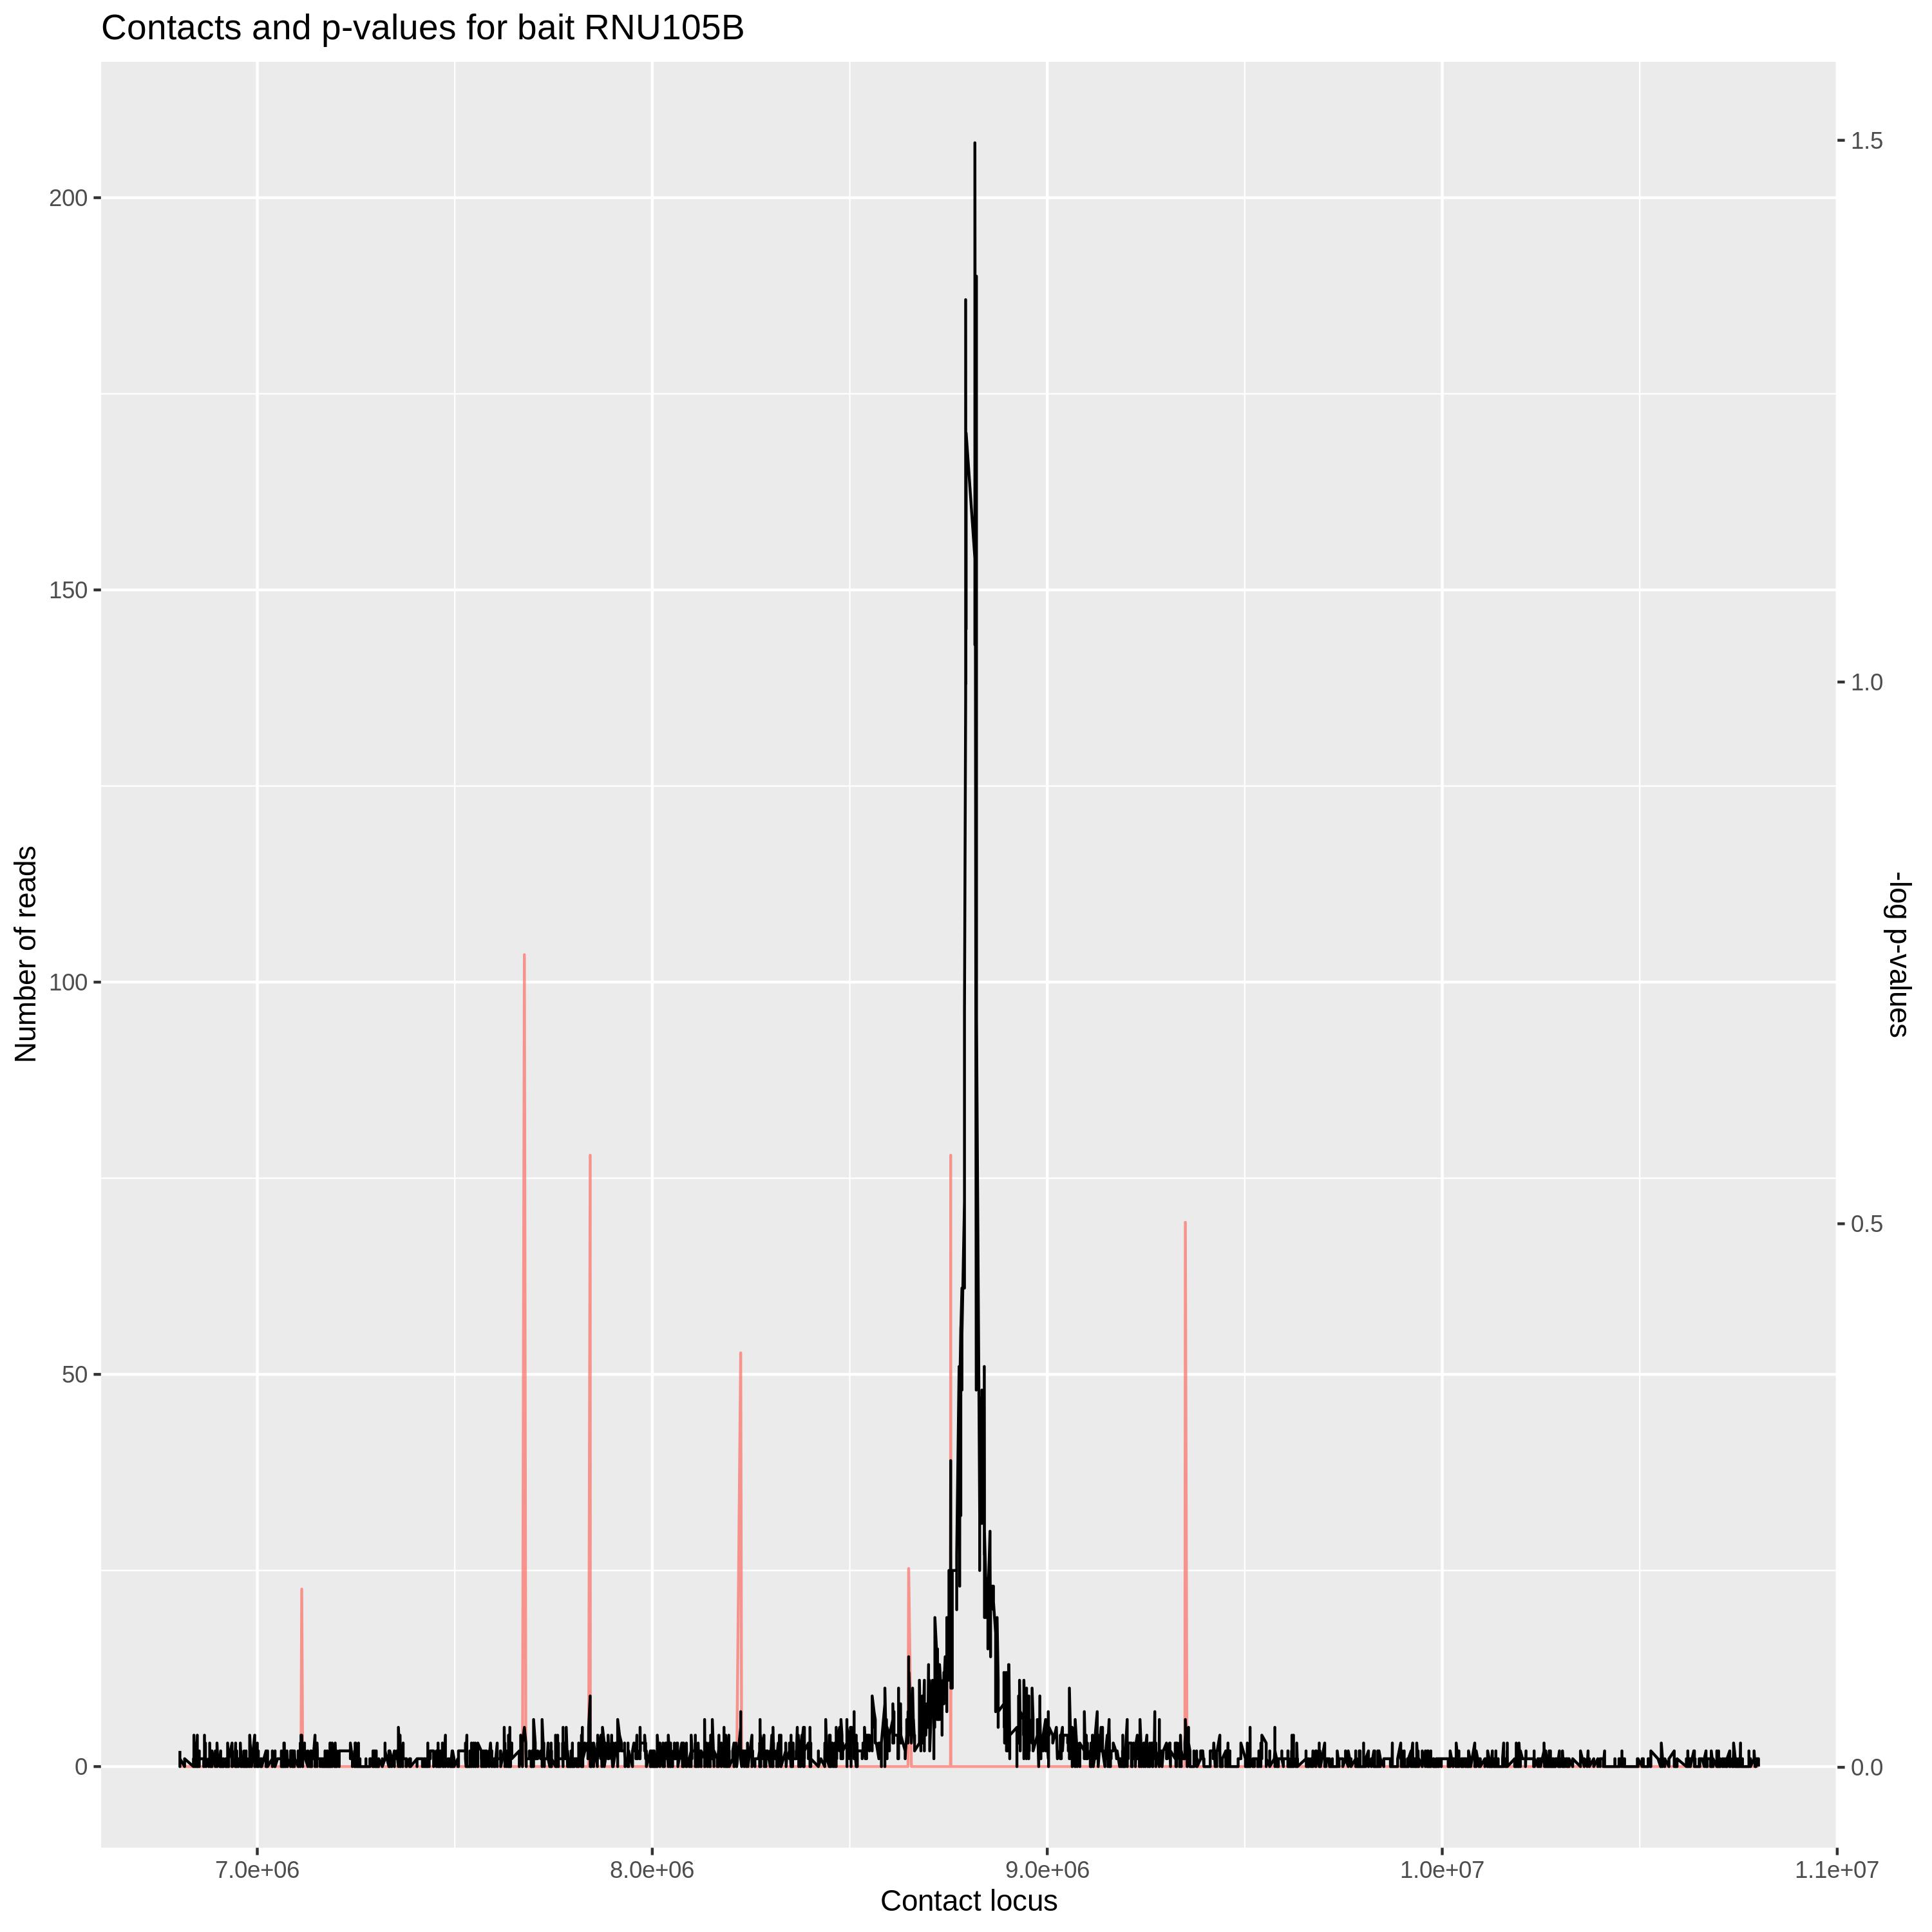 Contacts and p-values for bait RNU105B
200
150
100
50
0
1.5
1.0
0.5
0.0
Number of reads
-log p-values
7.0e+06 8.0e+06 9.0e+06 1.0e+07 1.1e+07
Contact locus